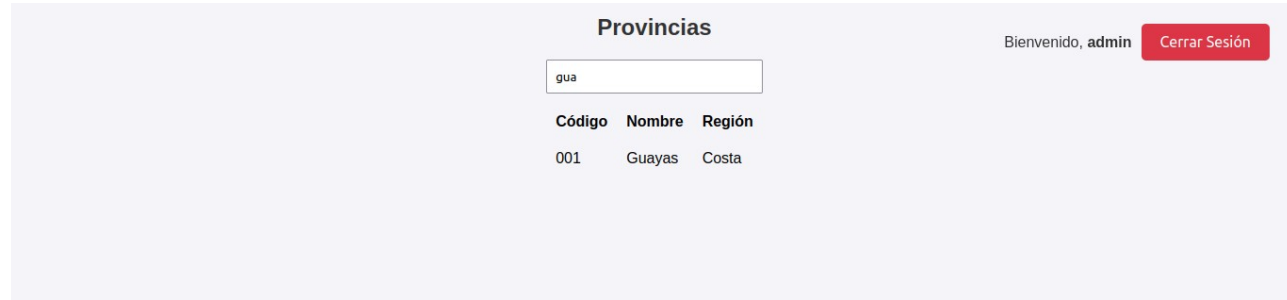 Provincias
Bienvenido, admin Cerrar Sesión
gua
Código Nombre Región
001 Guayas Costa